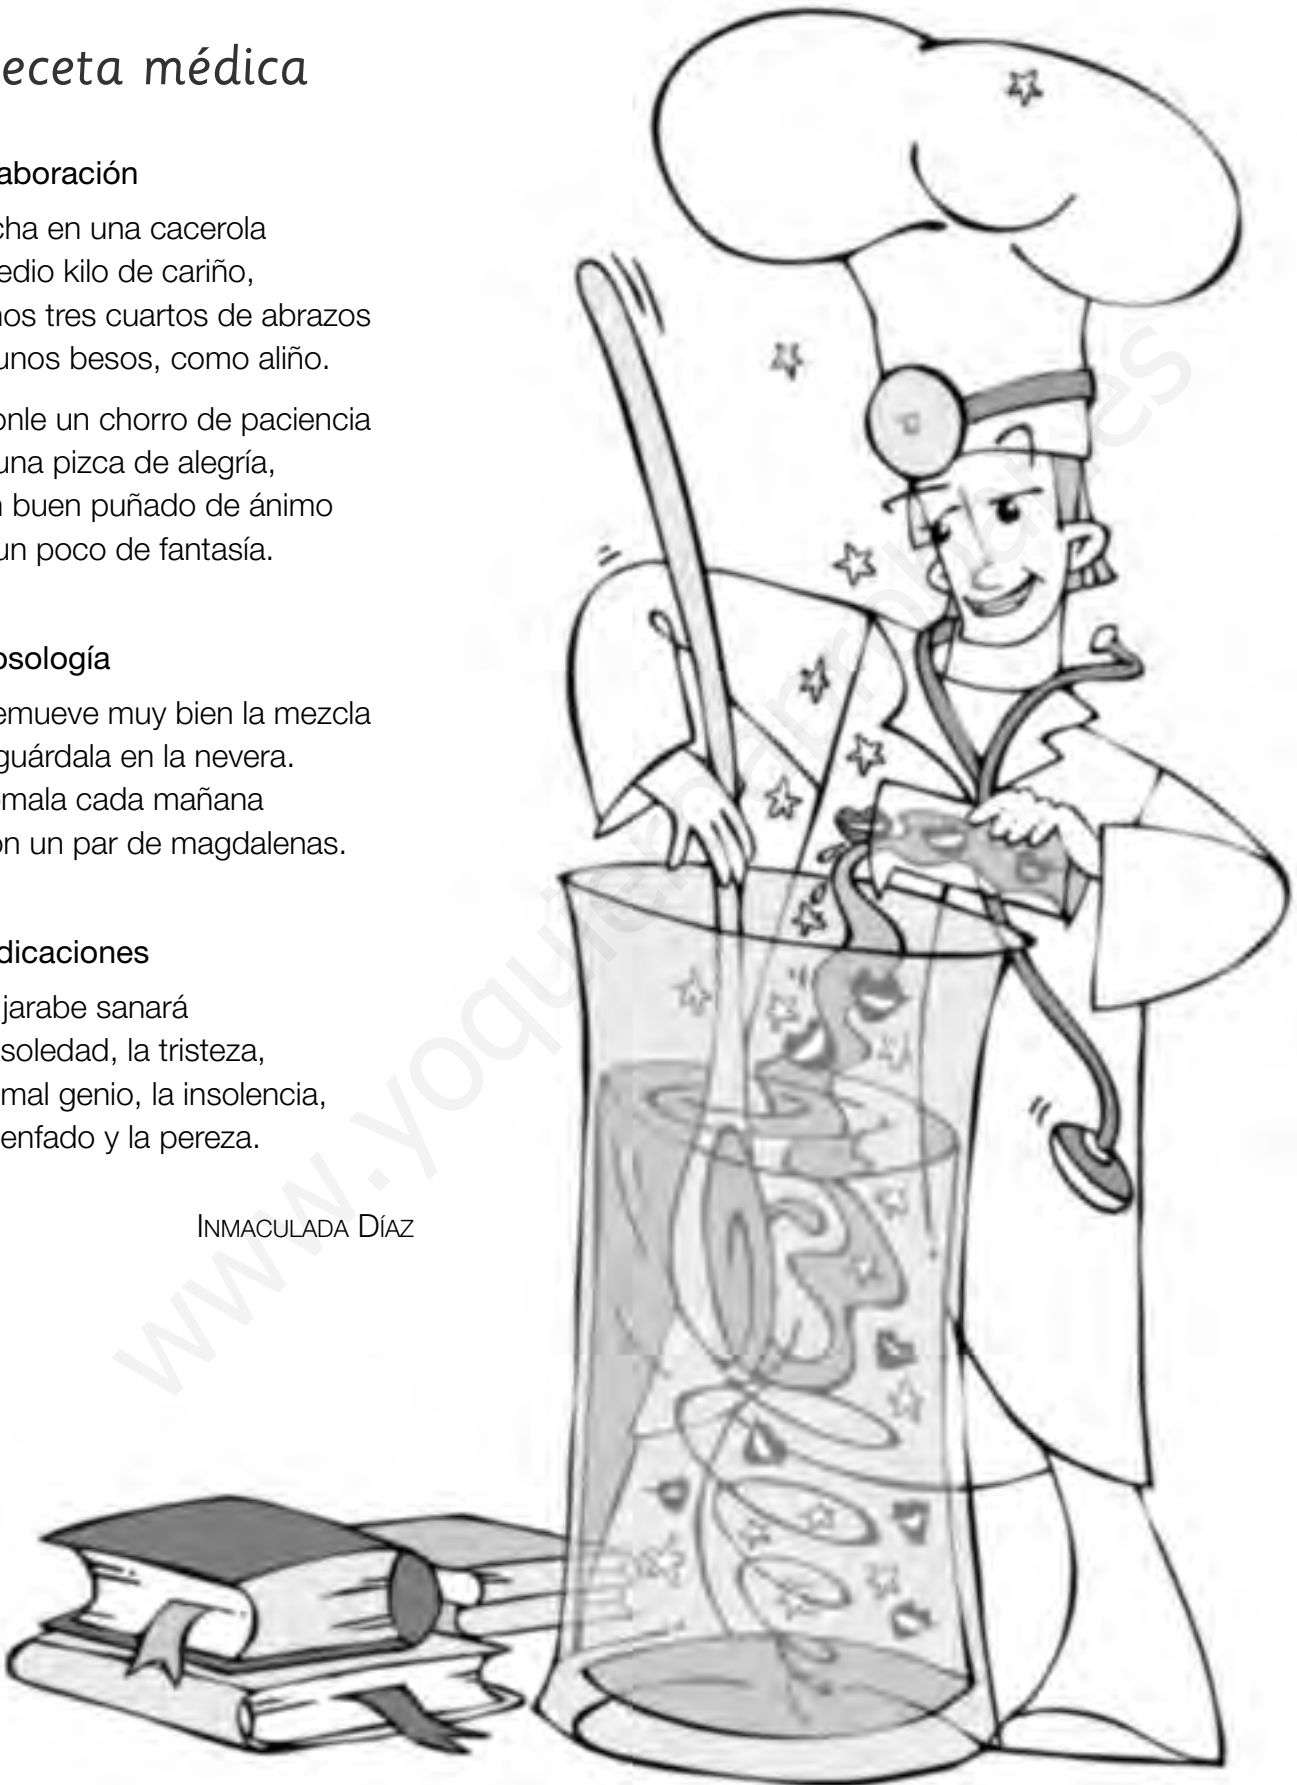 eceta médica
aboración
cha en una cacerola
edio kilo de cariño,
nos tres cuartos de abrazos
unos besos, como aliño.
onle un chorro de paciencia
una pizca de alegría,
n buen puñado de ánimo
un poco de fantasía.
osología
emueve muy bien la mezcla
guárdala en la nevera.
ómala cada mañana
on un par de magdalenas.
dicaciones
jarabe sanará
soledad, la tristeza,
mal genio, la insolencia,
enfado y la pereza.
INMACULADA DÍAZ